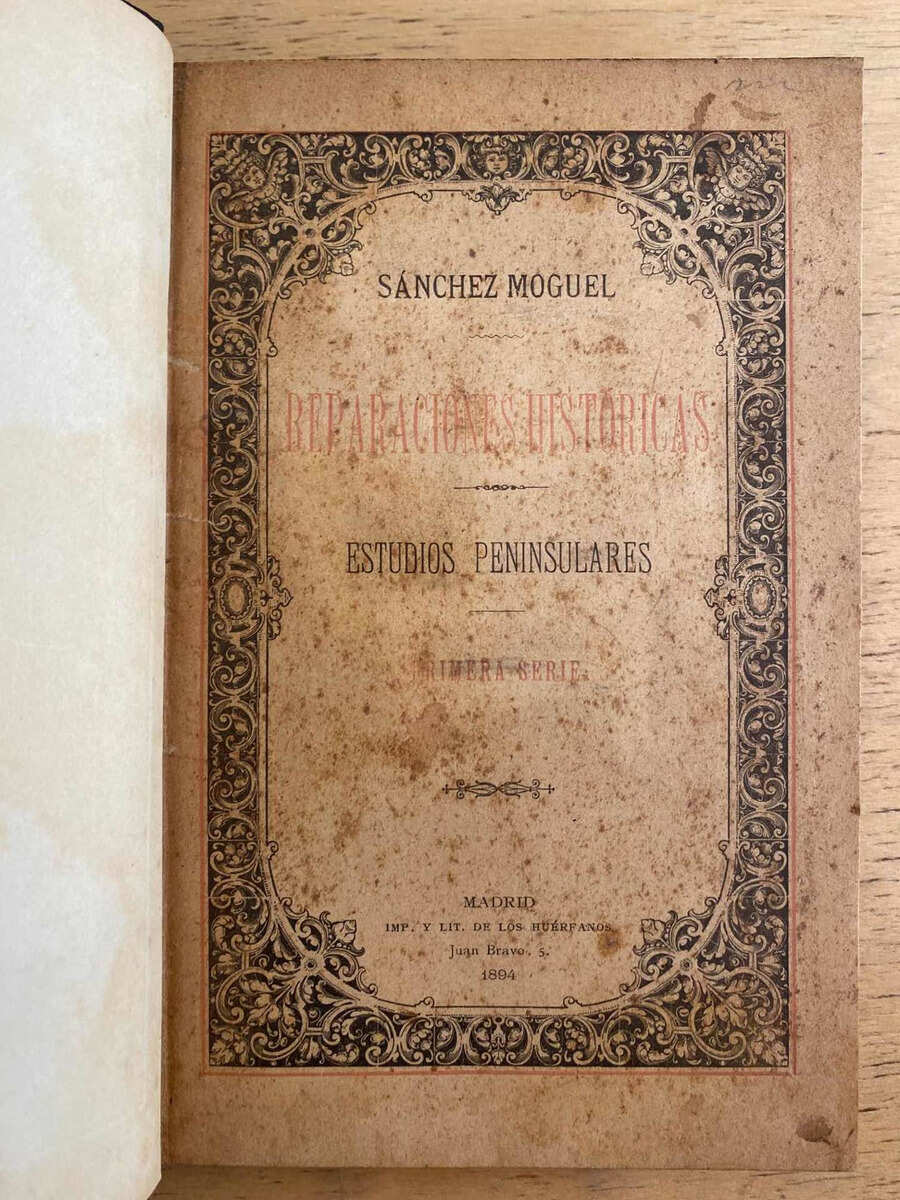 SÁNCHEZ MOGUEL
REPARACIONES HISTÓRICAS
ESTUDIOS PENINSULARES
PRIMERA SERIE
MADRID
IMP. Y LIT. DE LOS HUÉRFANOS
Juan Bravo, 5.
1894